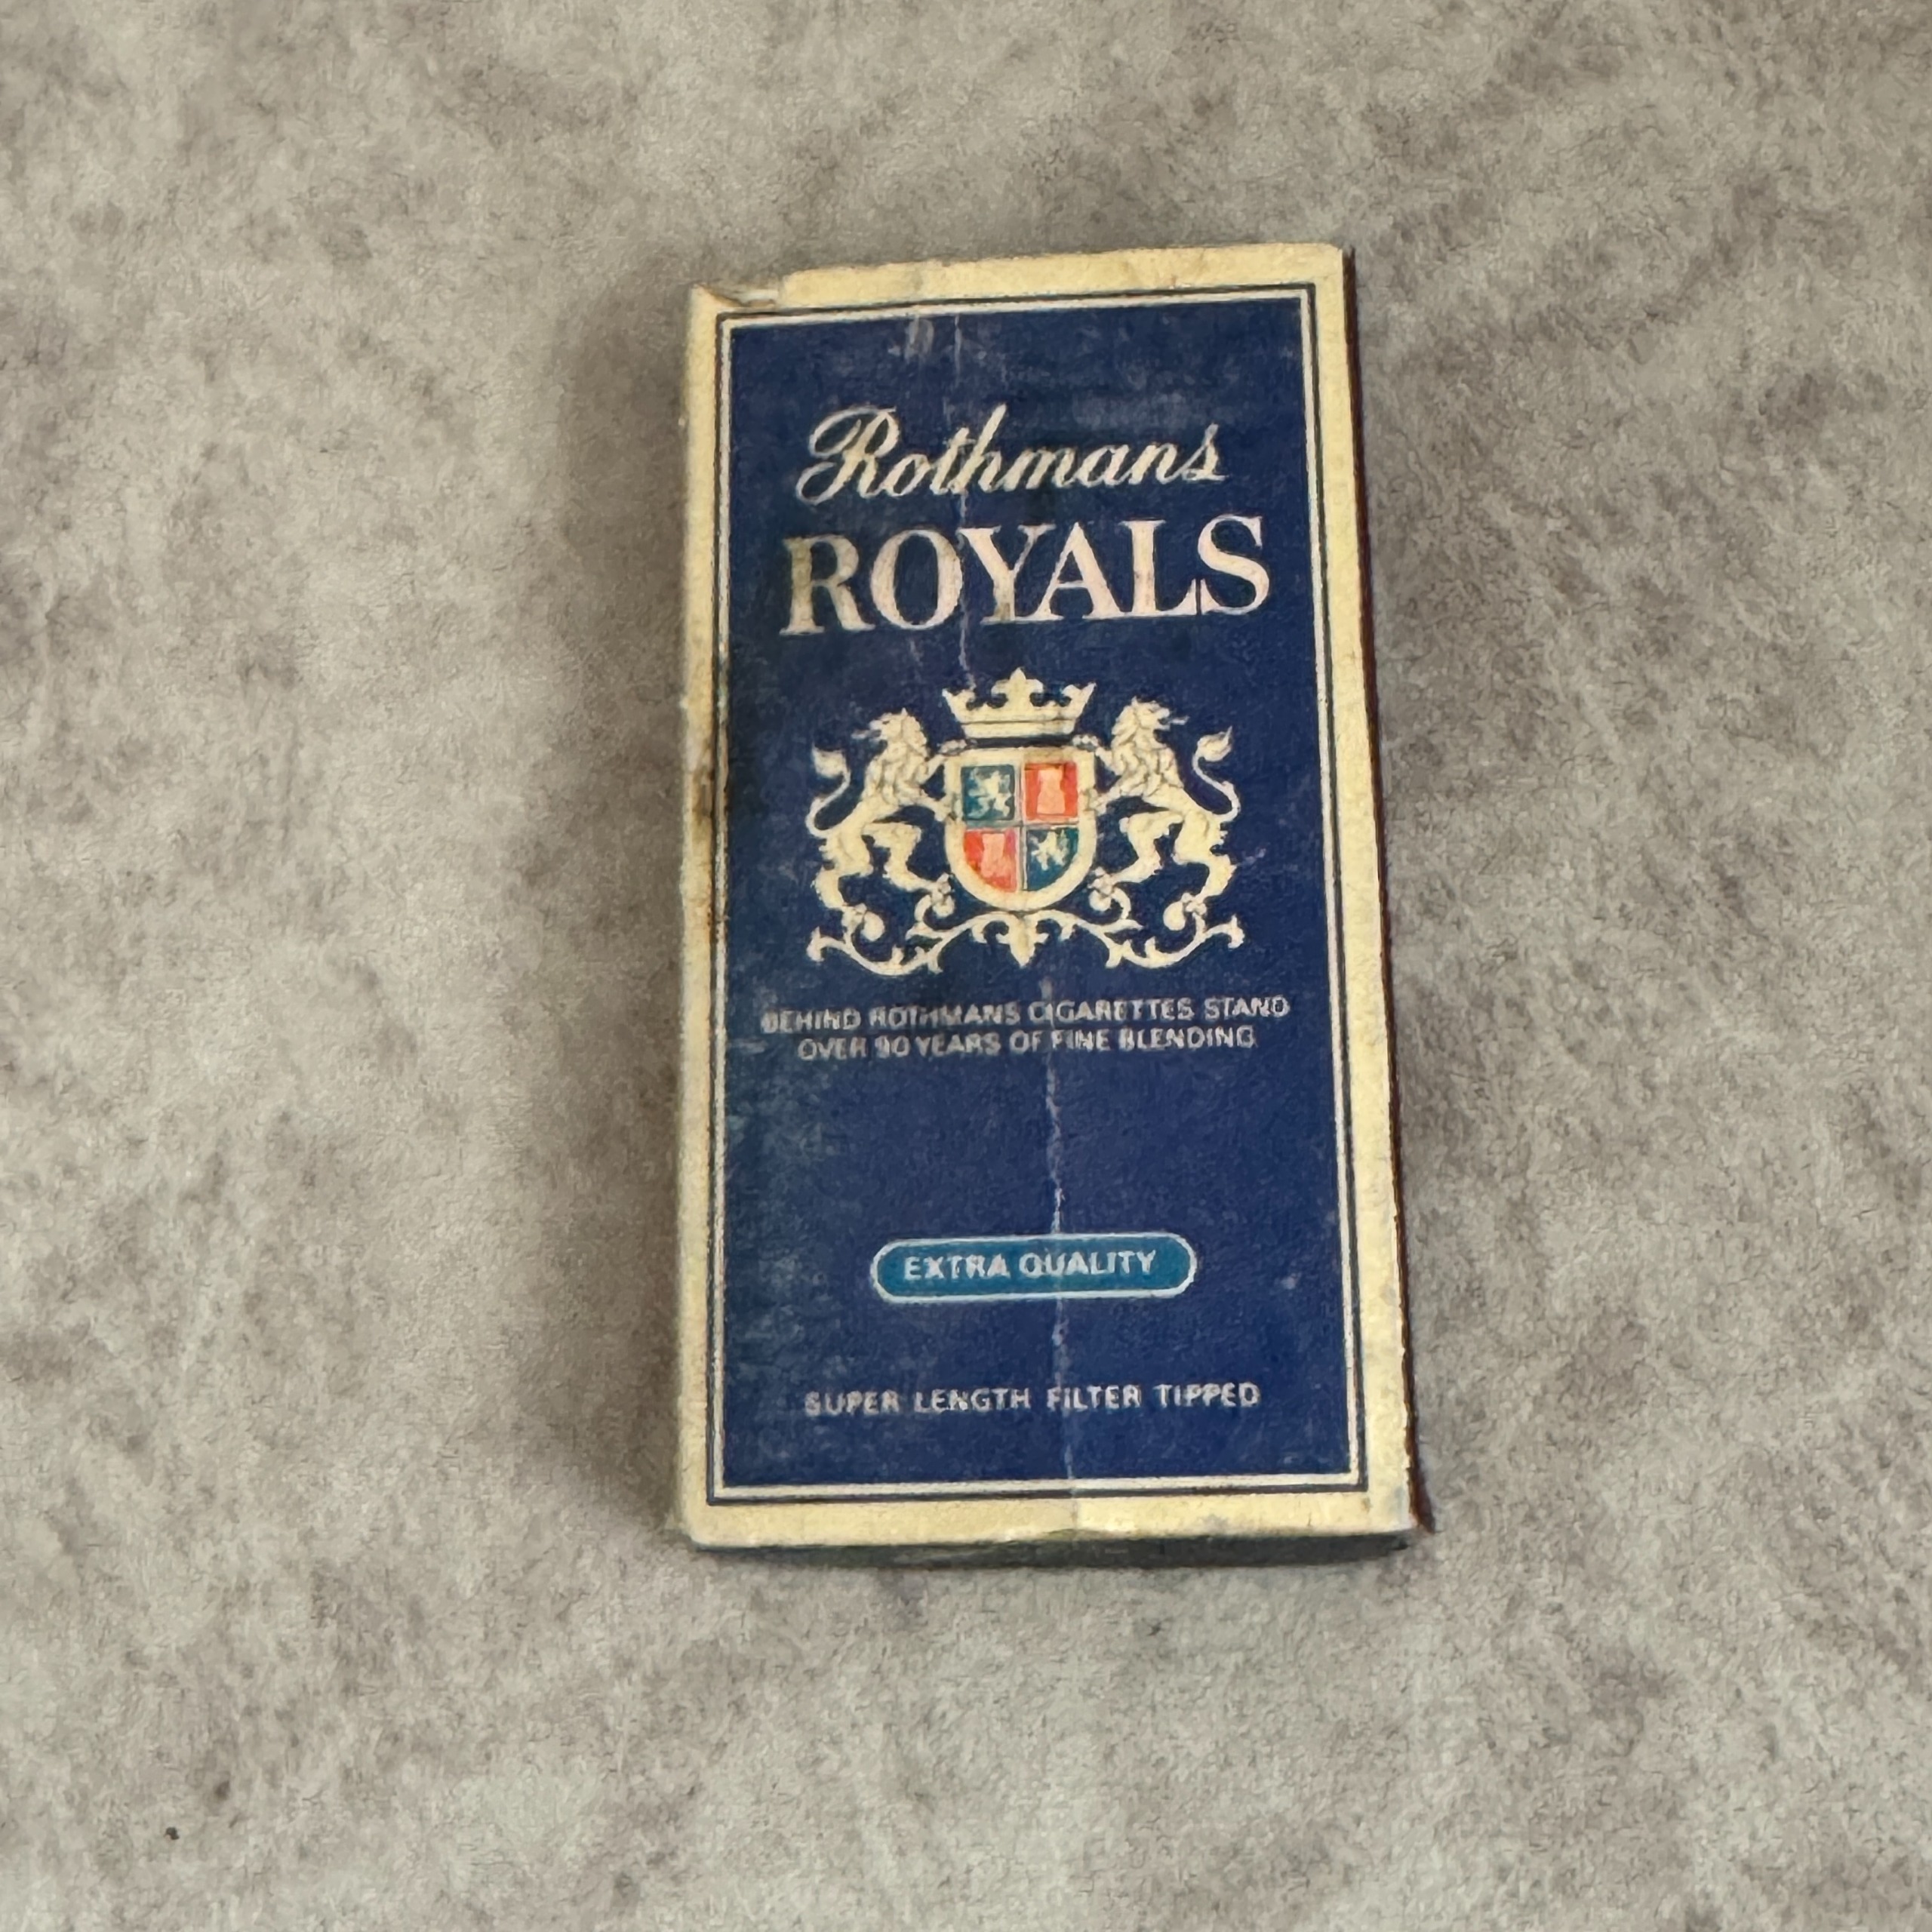 Rothmans
ROYALS
BEHIND ROTHMANS CIGARETTES STAND
OVER 90 YEARS OF FINE BLENDING
EXTRA QUALITY
SUPER LENGTH FILTER TIPPED